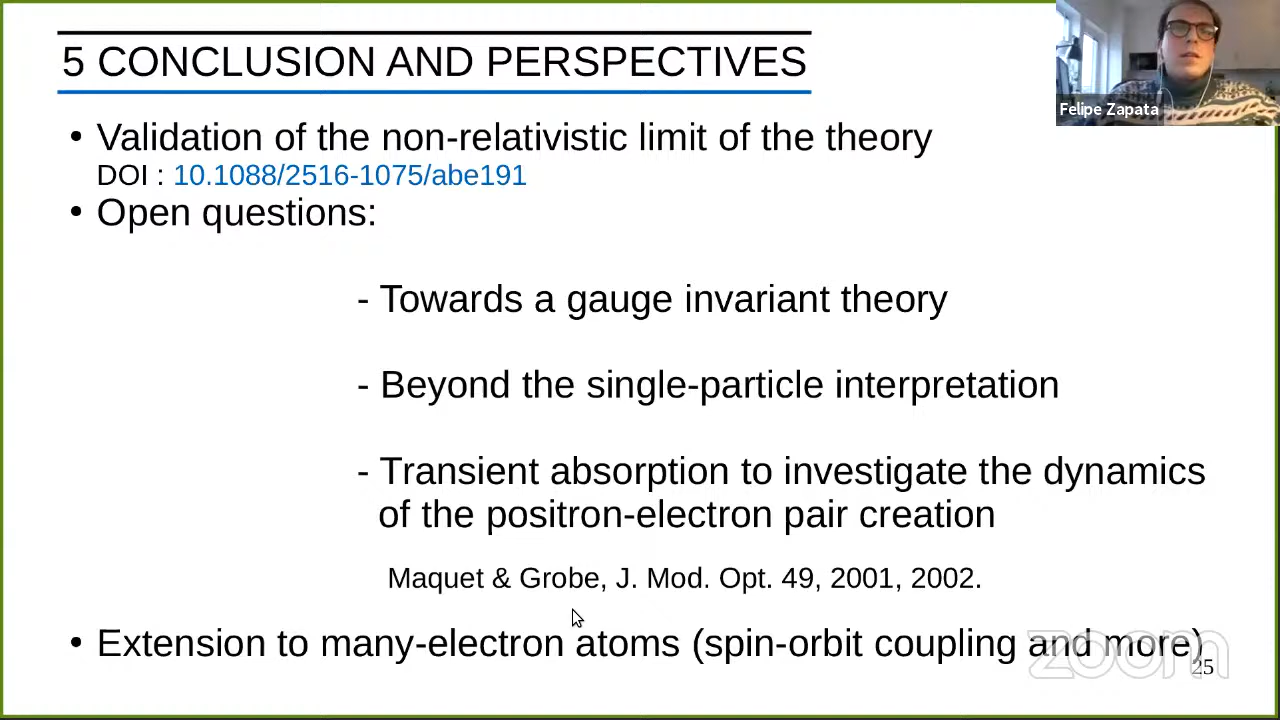 5 CONCLUSION AND PERSPECTIVES
Felipe Zapata
• Validation of the non-relativistic limit of the theory
DOI : 10.1088/2516-1075/abe191
• Open questions:
- Towards a gauge invariant theory
- Beyond the single-particle interpretation
- Transient absorption to investigate the dynamics
of the positron-electron pair creation
Maquet & Grobe, J. Mod. Opt. 49, 2001, 2002.
• Extension to many-electron atoms (spin-orbit coupling and more)
zoom
25